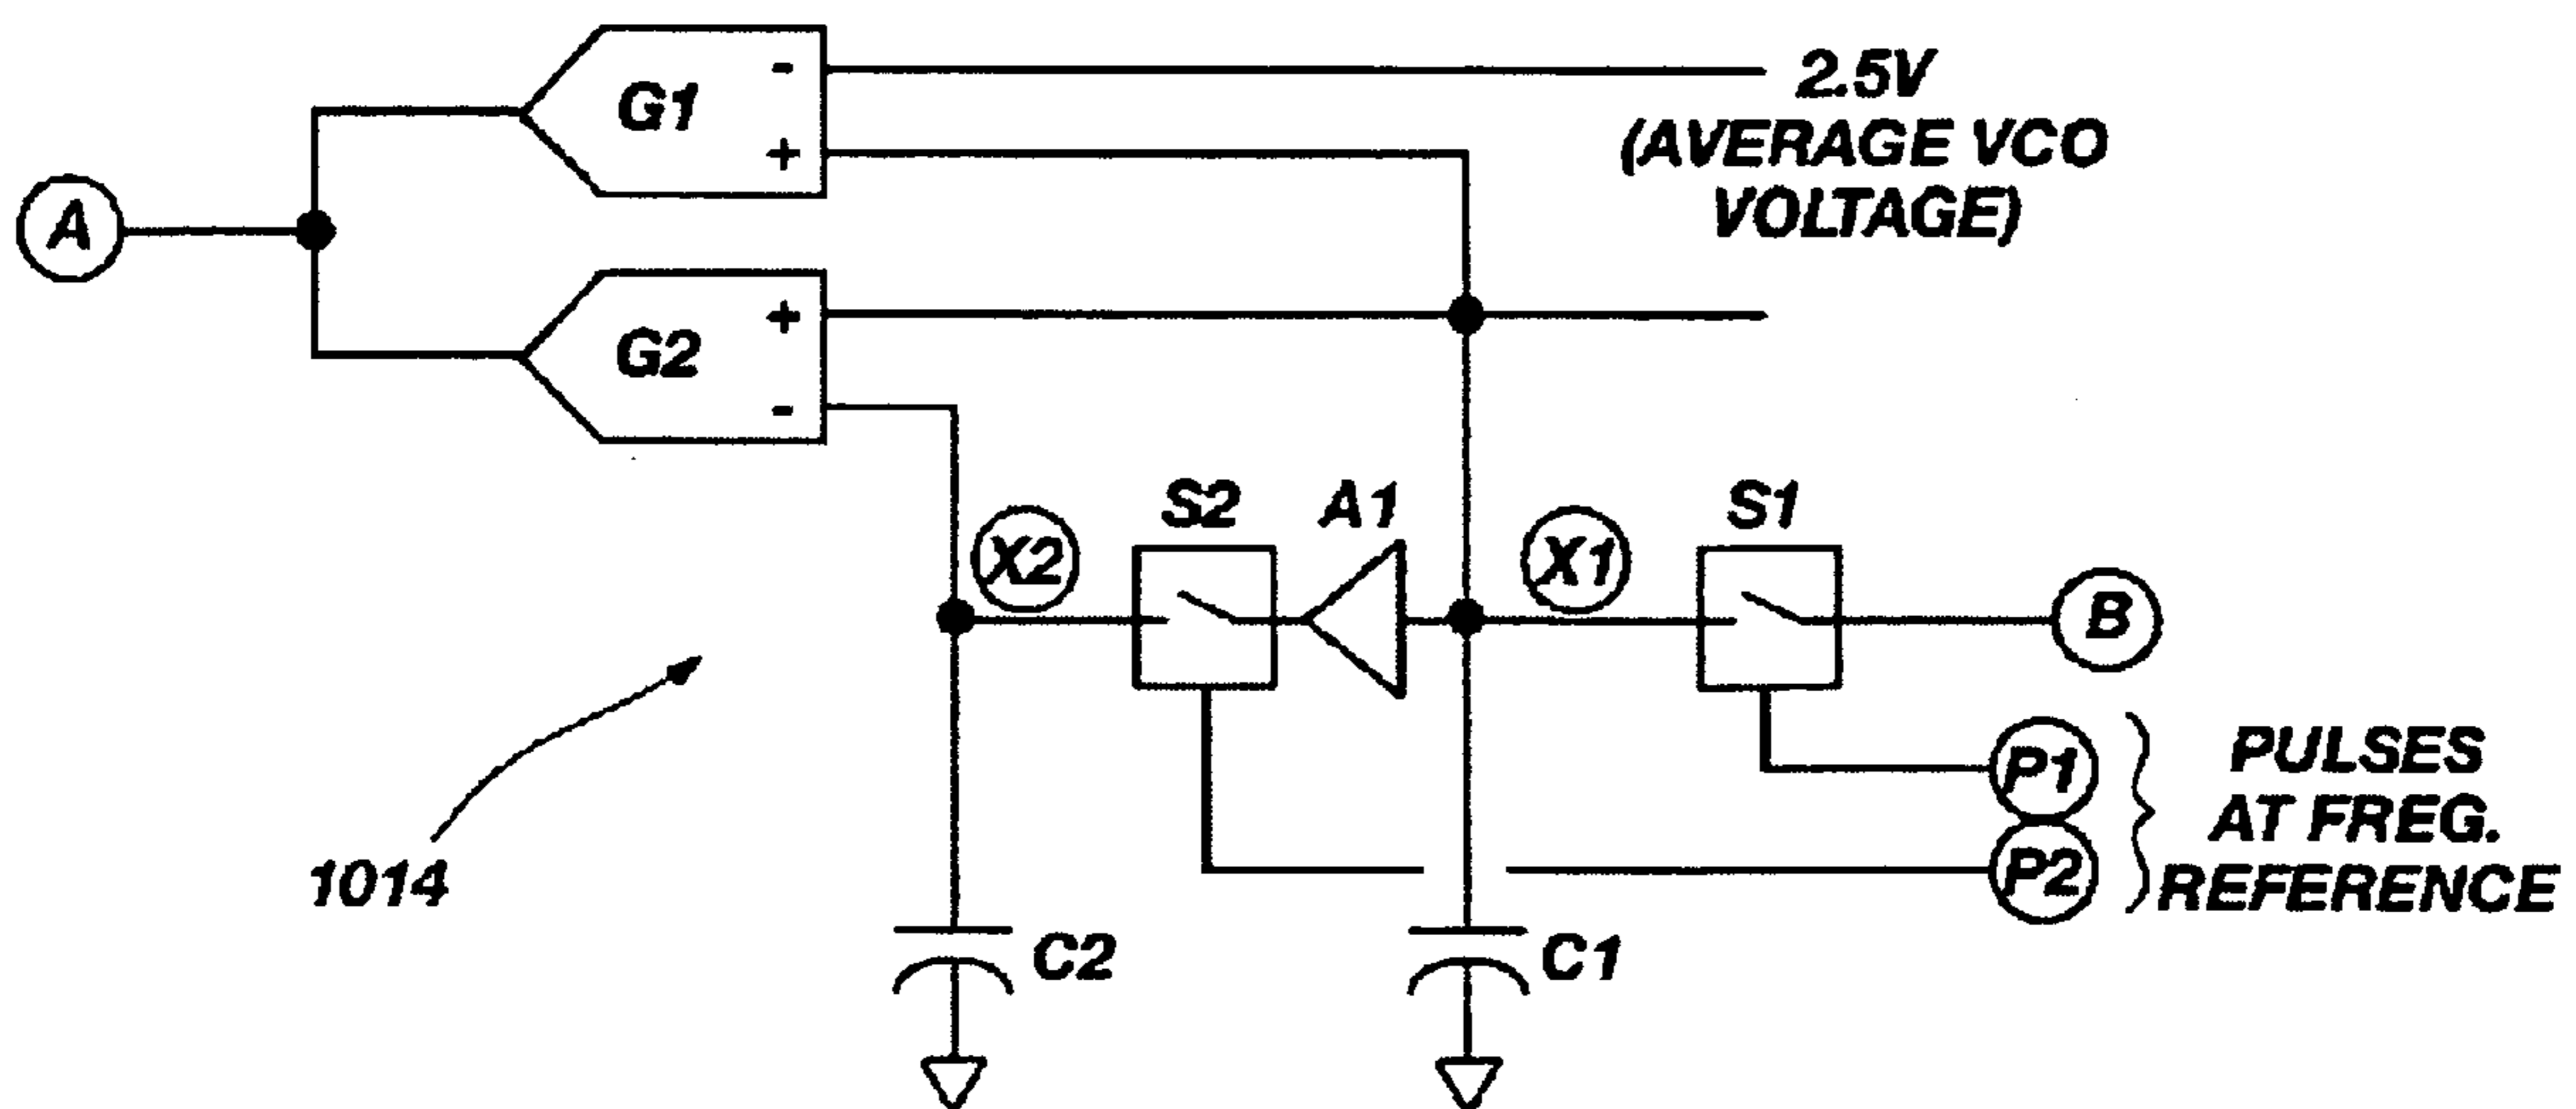 -
G1
2.5V
(AVERAGE VCO
VOLTAGE)
+
A
+
G2
-
S2
A1
S1
X2
X1
B
P1
PULSES
AT FREG.
REFERENCE
P2
1014
C2
C1